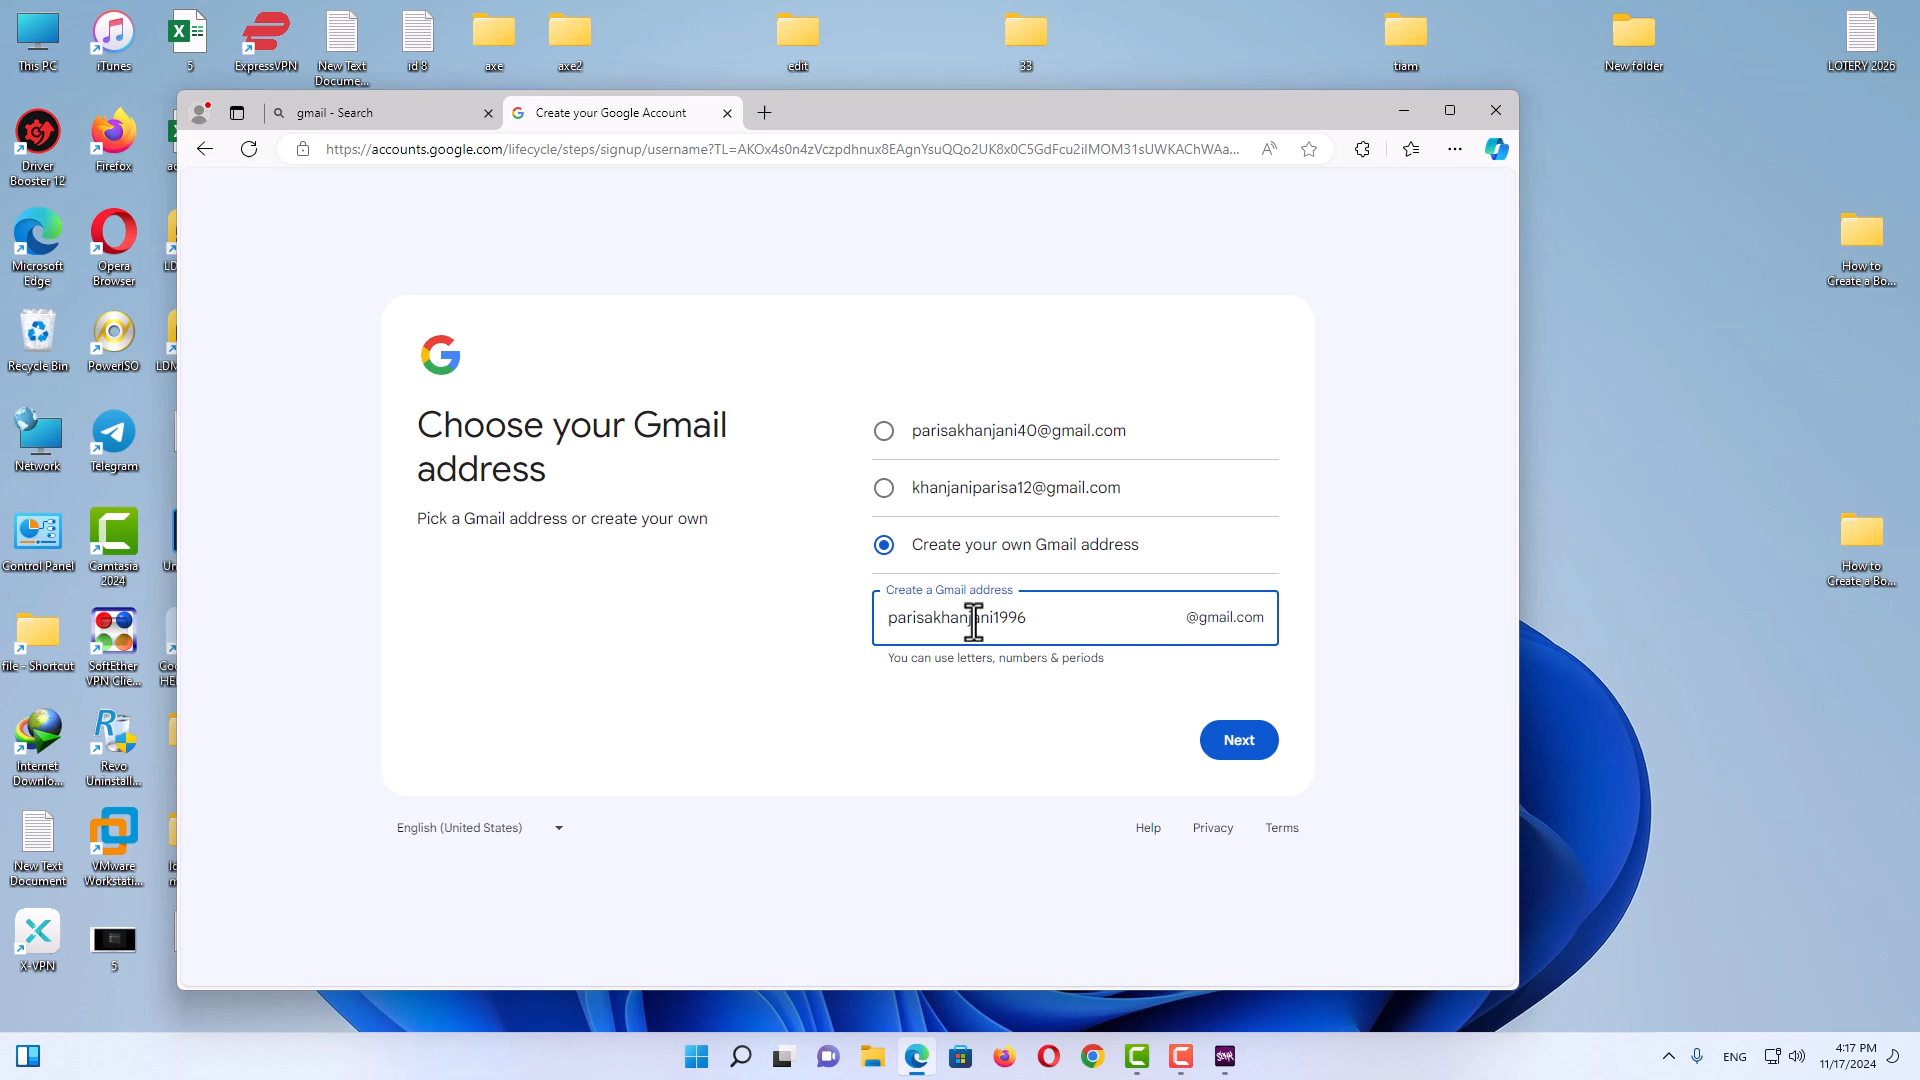 This PC
iTunes
5
ExpressVPN
New Text
Docume...
id 8
axe
axe2
edit
33
tiam
New folder
LOTERY 2026
gmail - Search
Create your Google Account
https://accounts.google.com/lifecycle/steps/signup/username?TL=AKOx4s0n4zVczpdhnux8EAgnYsuQQo2UK8x0C5GdFcu2iIMOM31sUWKAChWAa...
Driver
Booster 12
Firefox
Microsoft
Edge
Opera
Browser
How to
Create a Bo...
Recycle Bin
PowerISO
LDM
Network
Telegram
Control Panel
Camtasia
2024
How to
Create a Bo...
file - Shortcut
SoftEther
VPN Clie...
Internet
Downlo...
Revo
Uninstall...
New Text
Document
VMware
Workstati...
X-VPN
5
Choose your Gmail
address
Pick a Gmail address or create your own
parisakhanjani40@gmail.com
khanjaniparisa12@gmail.com
Create your own Gmail address
Create a Gmail address
parisakhanjani1996
@gmail.com
You can use letters, numbers & periods
Next
English (United States)
Help
Privacy
Terms
ENG
4:17 PM
11/17/2024